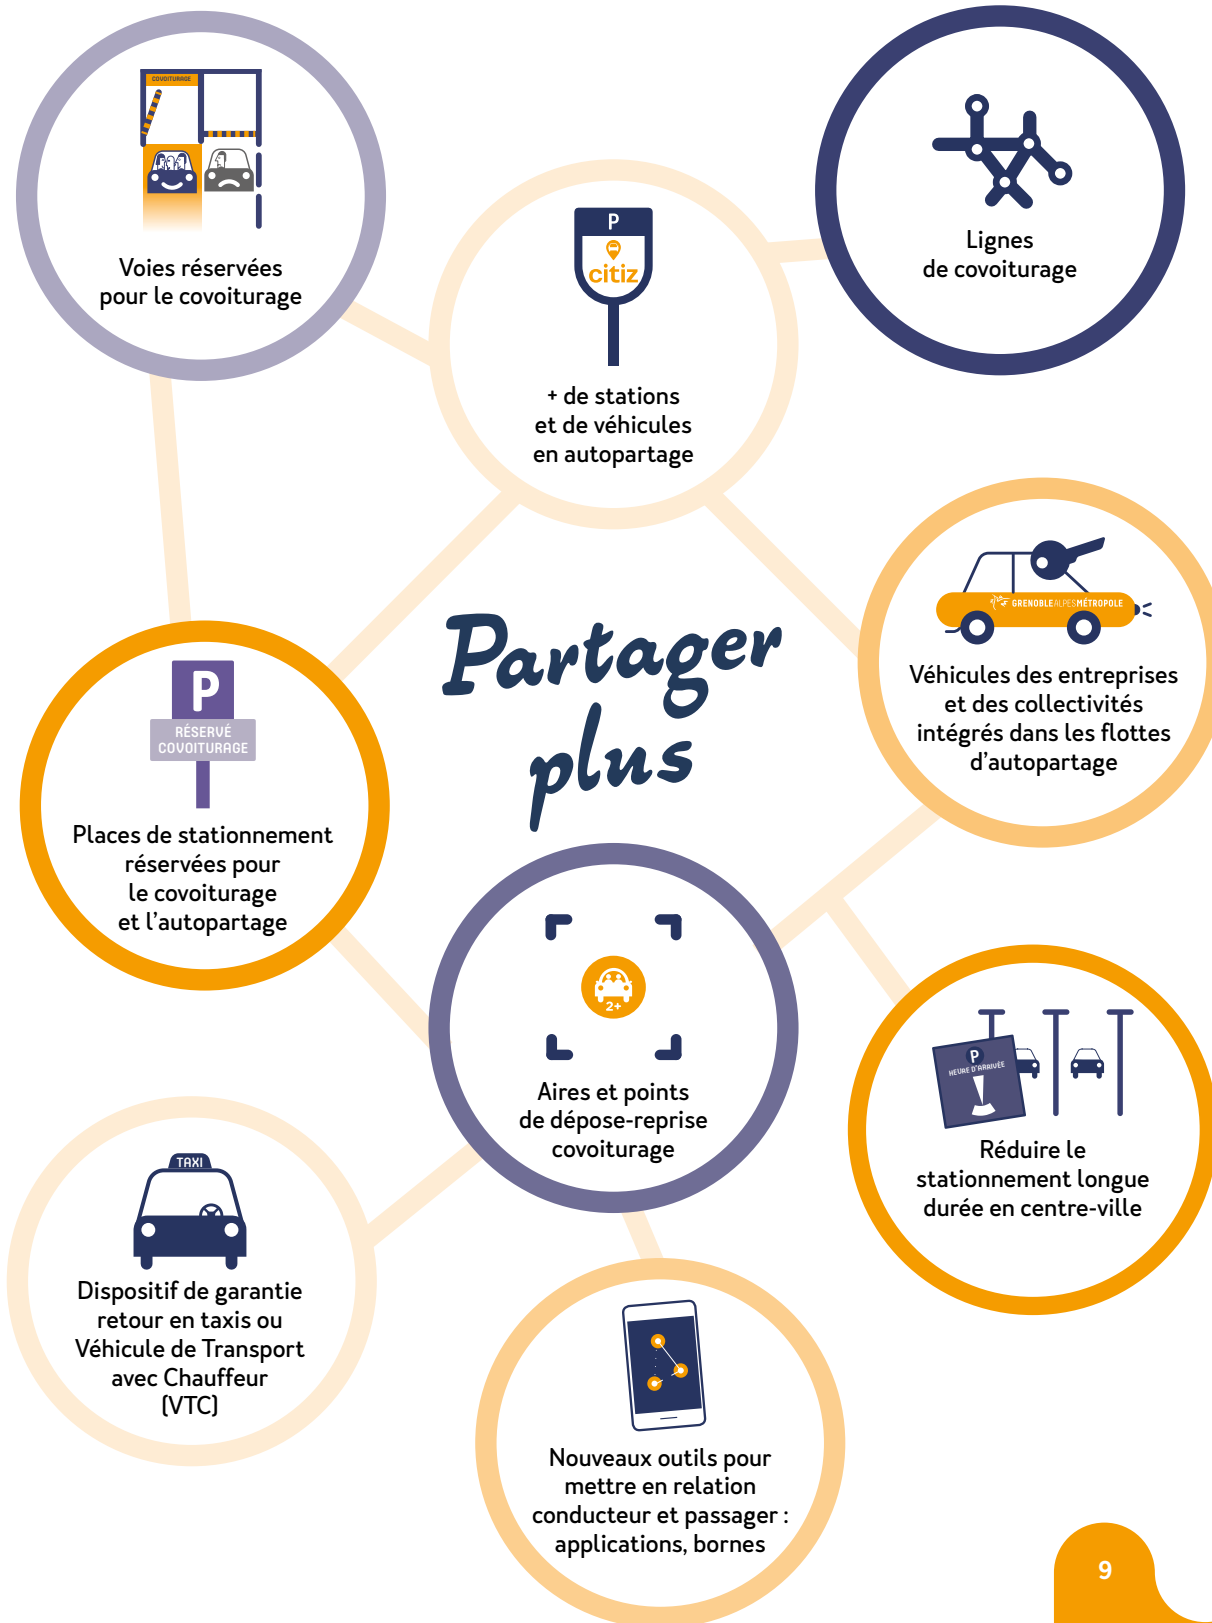 COVOITURAGE
Voies réservées
pour le covoiturage
P
citiz
+ de stations
et de véhicules
en autopartage
Lignes
de covoiturage
GRENOBLEALPESMÉTROPOLE
Véhicules des entreprises
et des collectivités
intégrés dans les flottes
d'autopartage
Partager
plus
P
RÉSERVÉ
COVOITURAGE
Places de stationnement
réservées pour
le covoiturage
et l'autopartage
2+
Aires et points
de dépose-reprise
covoiturage
P
HEURE D'ARRIVÉE
Réduire le
stationnement longue
durée en centre-ville
TAXI
Dispositif de garantie
retour en taxis ou
Véhicule de Transport
avec Chauffeur
(VTC)
Nouveaux outils pour
mettre en relation
conducteur et passager :
applications, bornes
9